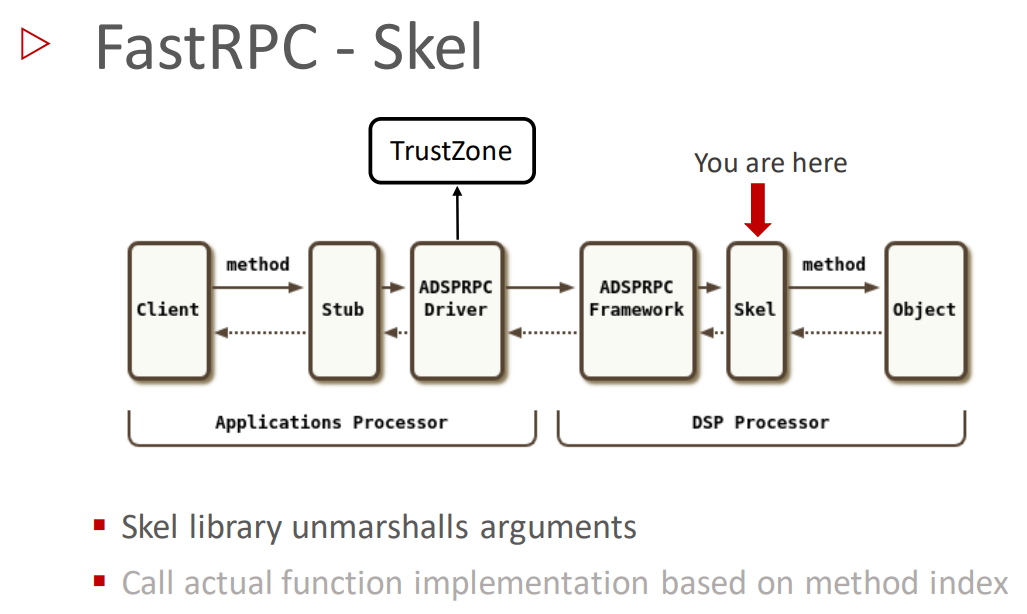 FastRPC - Skel
TrustZone
You are here
method
method
Client
Stub
ADSPRPC
Driver
ADSPRPC
Framework
Skel
Object
Applications Processor
DSP Processor
Skel library unmarshalls arguments
Call actual function implementation based on method index